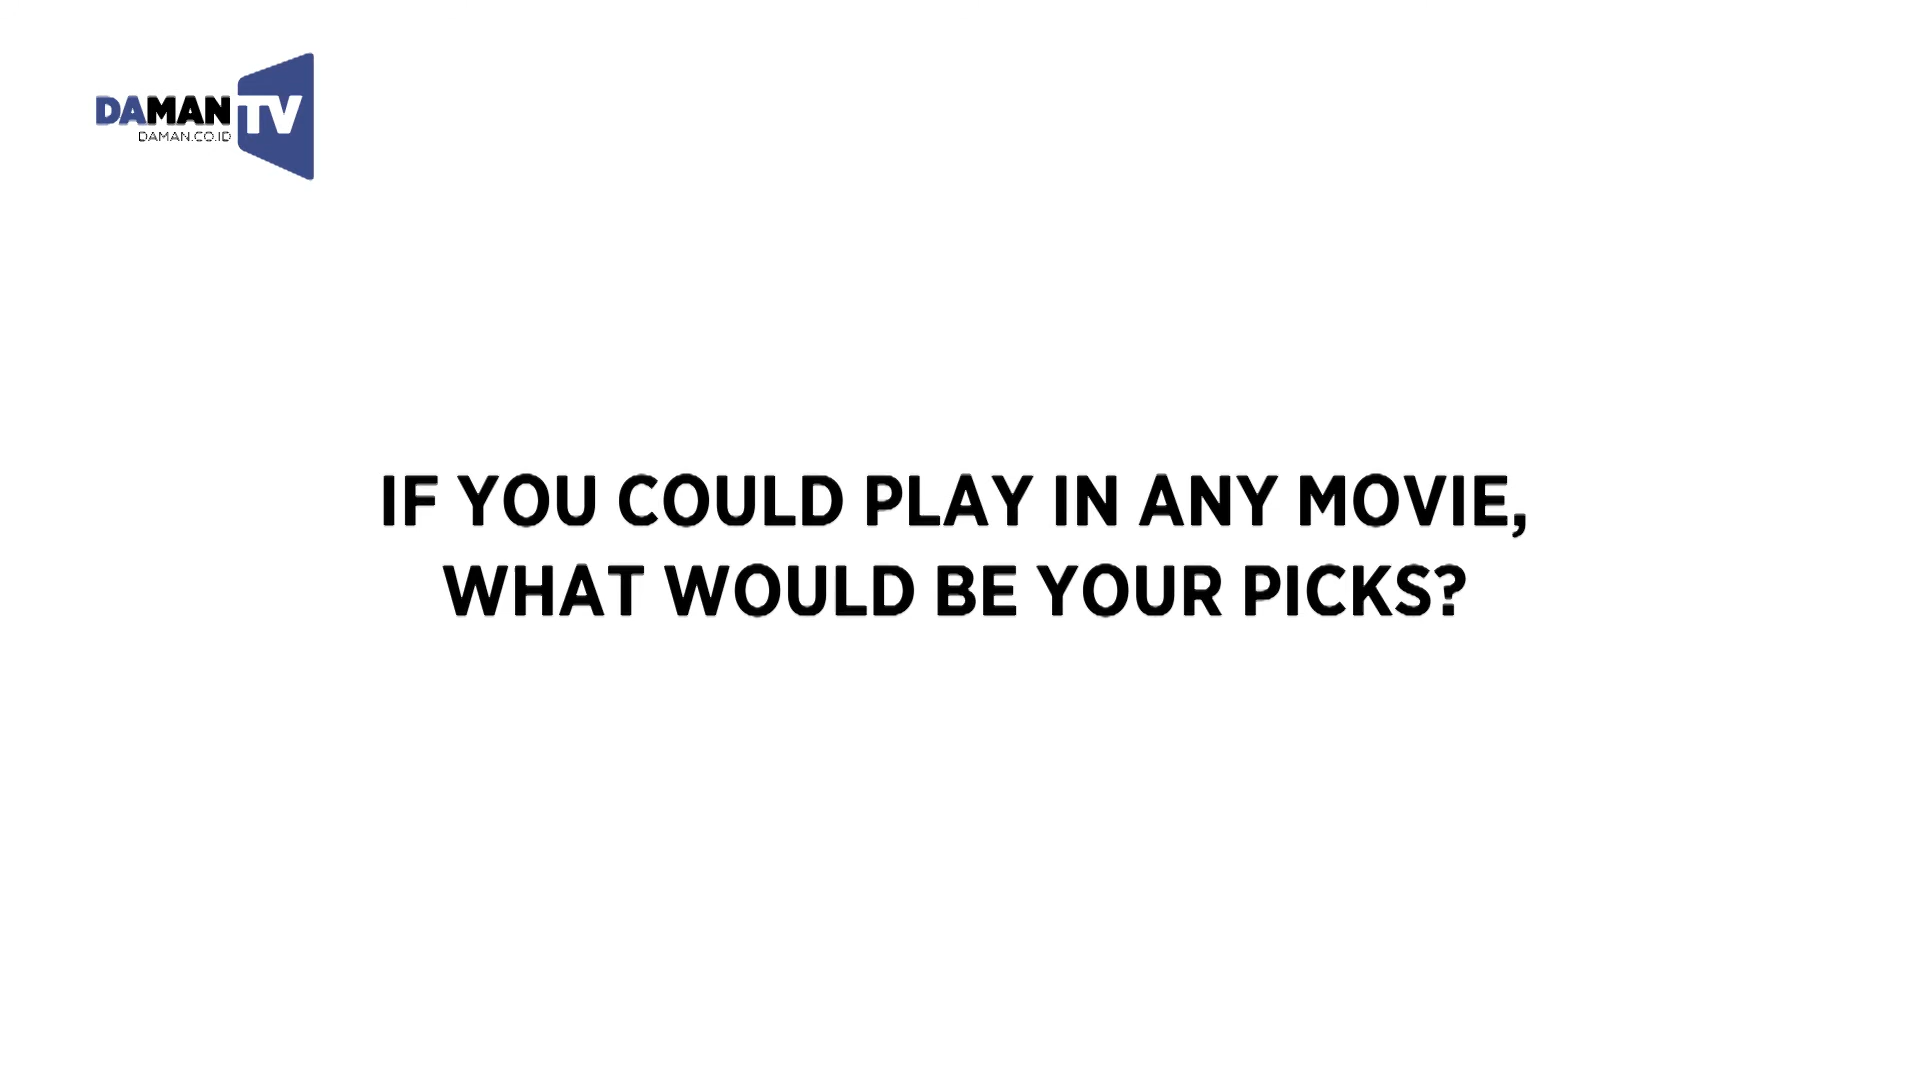 DAMAN TV
DAMAN.CO.ID
IF YOU COULD PLAY IN ANY MOVIE,
WHAT WOULD BE YOUR PICKS?